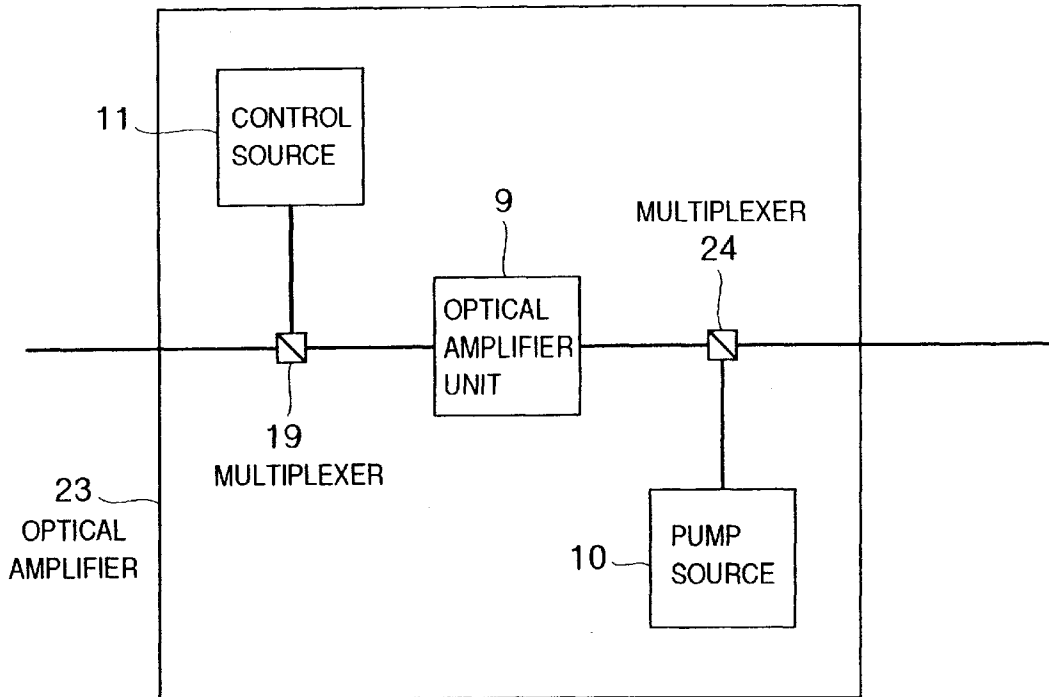 11
CONTROL
SOURCE
9
MULTIPLEXER
24
OPTICAL
AMPLIFIER
UNIT
19
MULTIPLEXER
23
OPTICAL
AMPLIFIER
10
PUMP
SOURCE